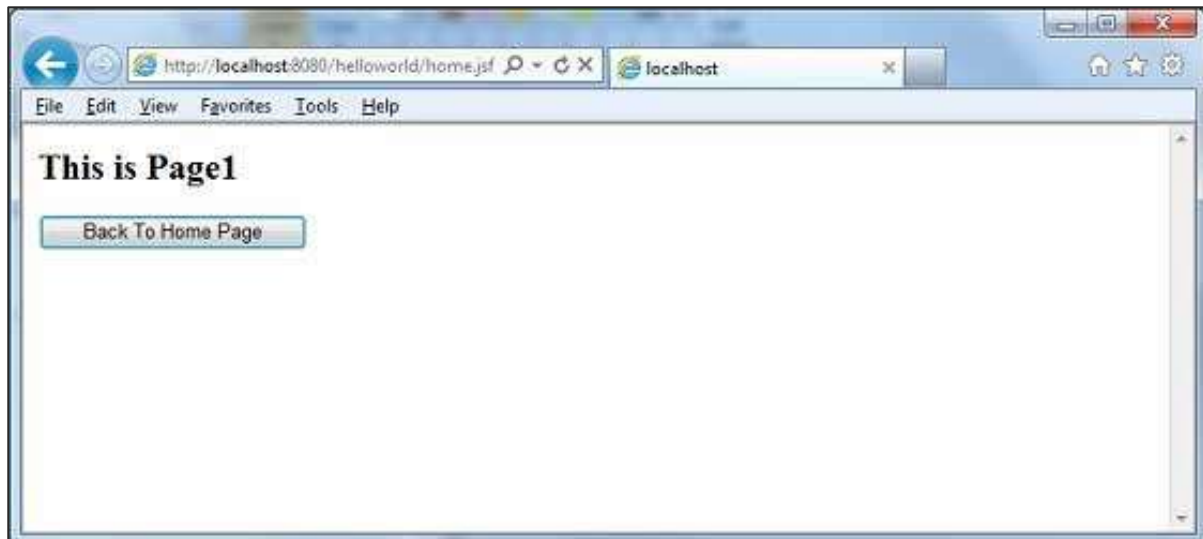 http://localhost:8080/helloworld/home.jsf
localhost
File Edit View Favorites Tools Help
This is Page1
Back To Home Page